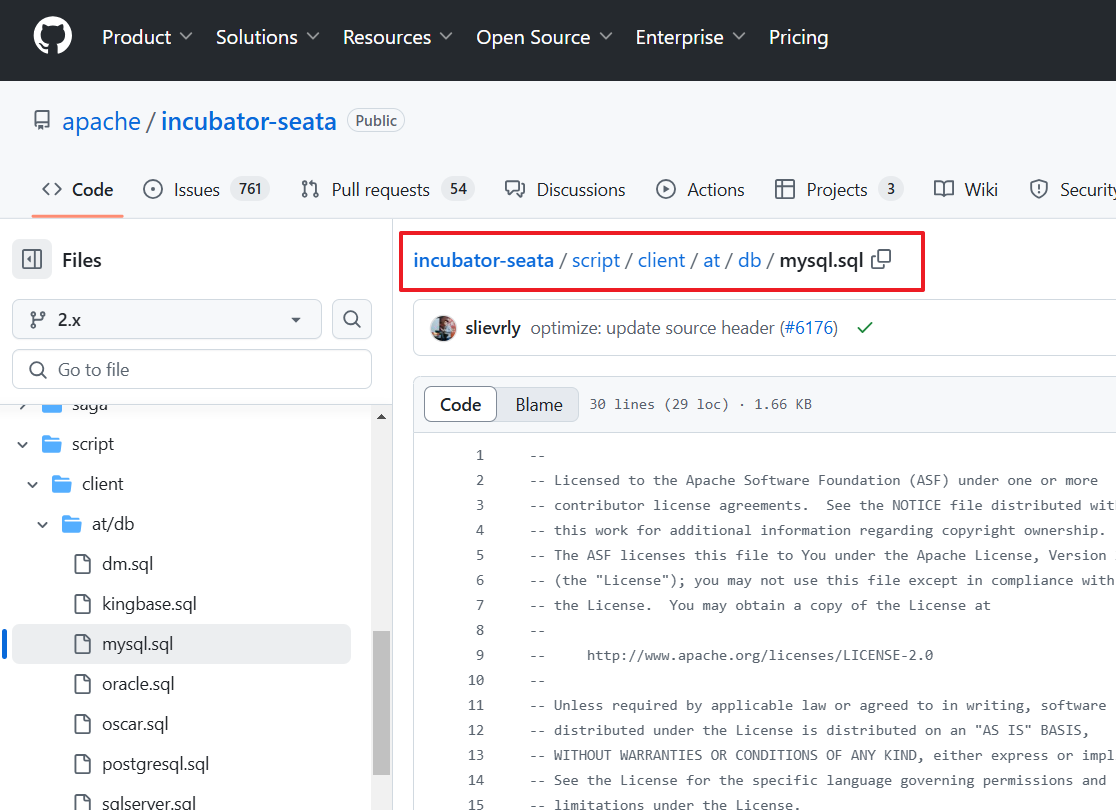 Product Solutions Resources Open Source Enterprise Pricing
apache / incubator-seata Public
Code Issues 761 Pull requests 54 Discussions Actions Projects 3 Wiki Security
Files
2.x
Go to file
saga
script
client
at/db
dm.sql
kingbase.sql
mysql.sql
oracle.sql
oscar.sql
postgresql.sql
sqlserver.sql
incubator-seata / script / client / at / db / mysql.sql
slievrly optimize: update source header (#6176)
Code Blame 30 lines (29 loc) · 1.66 KB
1 --
2 -- Licensed to the Apache Software Foundation (ASF) under one or more
3 -- contributor license agreements.  See the NOTICE file distributed wit
4 -- this work for additional information regarding copyright ownership.
5 -- The ASF licenses this file to You under the Apache License, Version
6 -- (the "License"); you may not use this file except in compliance with
7 -- the License.  You may obtain a copy of the License at
8 --
9 --     http://www.apache.org/licenses/LICENSE-2.0
10 --
11 -- Unless required by applicable law or agreed to in writing, software
12 -- distributed under the License is distributed on an "AS IS" BASIS,
13 -- WITHOUT WARRANTIES OR CONDITIONS OF ANY KIND, either express or impl
14 -- See the License for the specific language governing permissions and
15 -- limitations under the License.